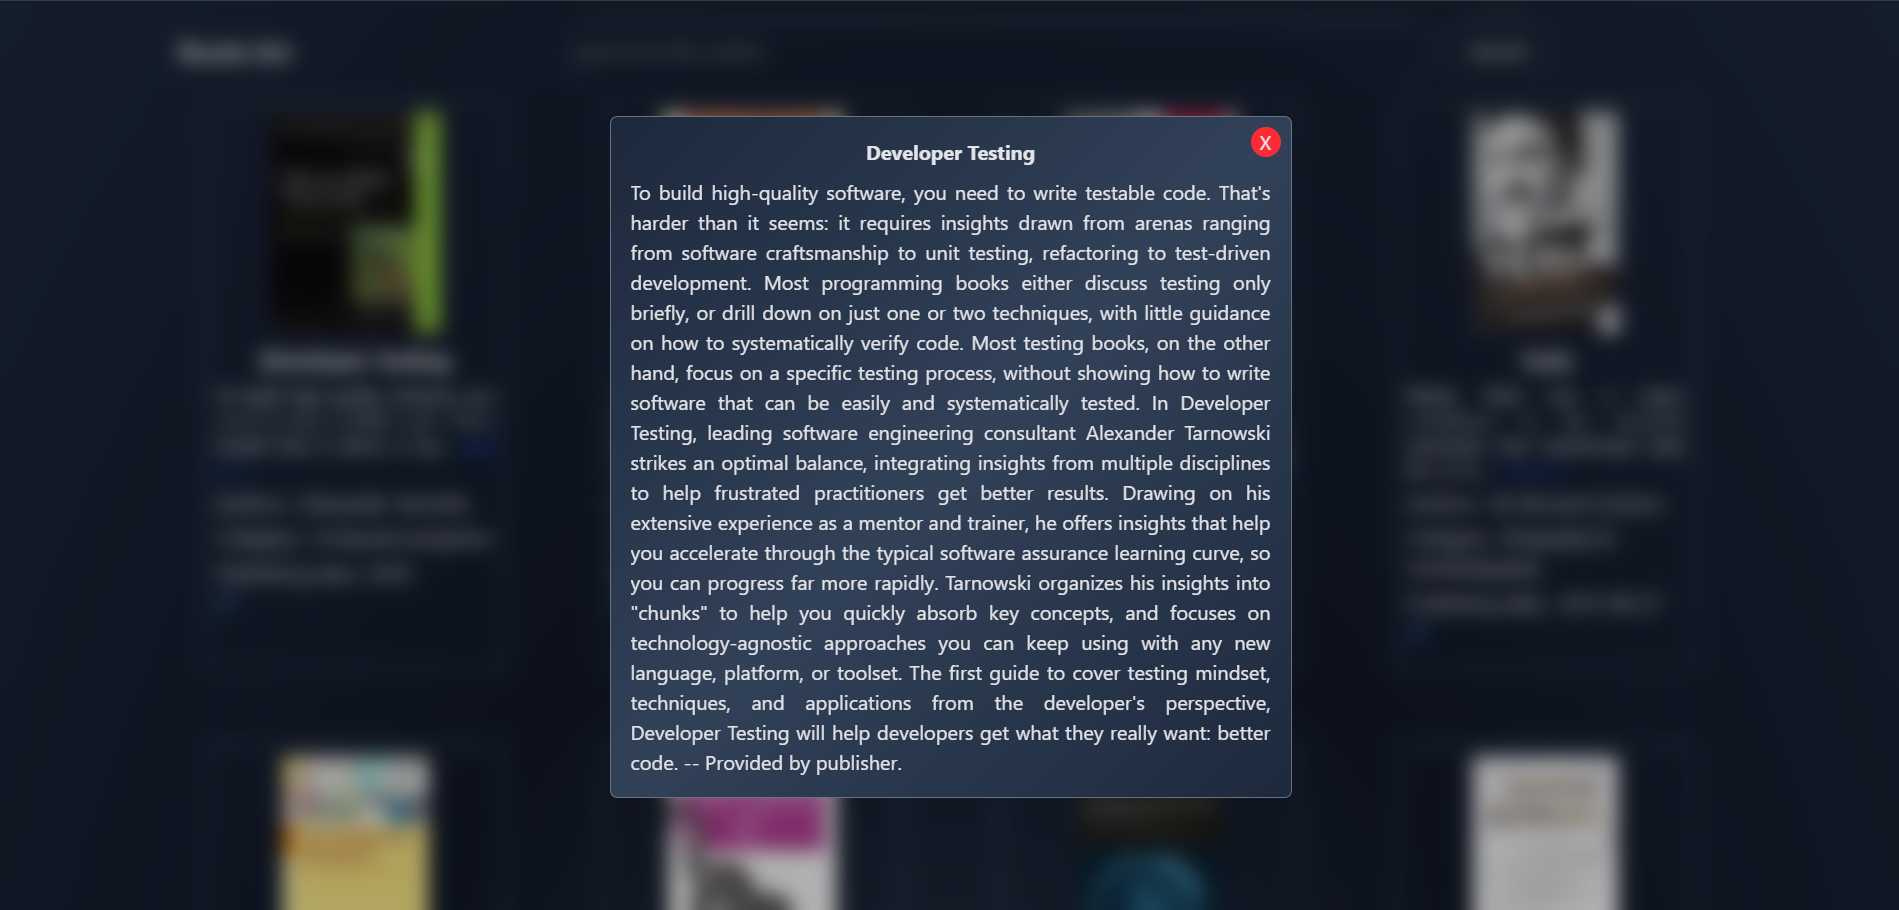 Developer Testing
X
To build high-quality software, you need to write testable code. That's
harder than it seems: it requires insights drawn from arenas ranging
from software craftsmanship to unit testing, refactoring to test-driven
development. Most programming books either discuss testing only
briefly, or drill down on just one or two techniques, with little guidance
on how to systematically verify code. Most testing books, on the other
hand, focus on a specific testing process, without showing how to write
software that can be easily and systematically tested. In Developer
Testing, leading software engineering consultant Alexander Tarnowski
strikes an optimal balance, integrating insights from multiple disciplines
to help frustrated practitioners get better results. Drawing on his
extensive experience as a mentor and trainer, he offers insights that help
you accelerate through the typical software assurance learning curve, so
you can progress far more rapidly. Tarnowski organizes his insights into
"chunks" to help you quickly absorb key concepts, and focuses on
technology-agnostic approaches you can keep using with any new
language, platform, or toolset. The first guide to cover testing mindset,
techniques, and applications from the developer's perspective,
Developer Testing will help developers get what they really want: better
code. -- Provided by publisher.